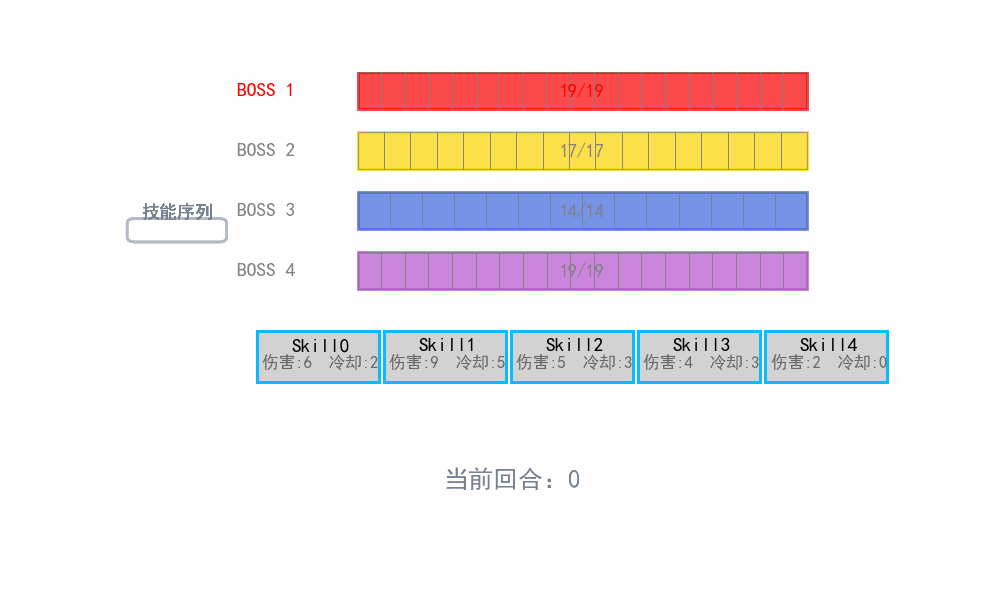 BOSS 1 19/19
BOSS 2 17/17
技能序列
BOSS 3 14/14
BOSS 4 19/19
Skill0 Skill1 Skill2 Skill3 Skill4
伤害:6 冷却:2 伤害:9 冷却:5 伤害:5 冷却:3 伤害:4 冷却:3 伤害:2 冷却:0
当前回合：0